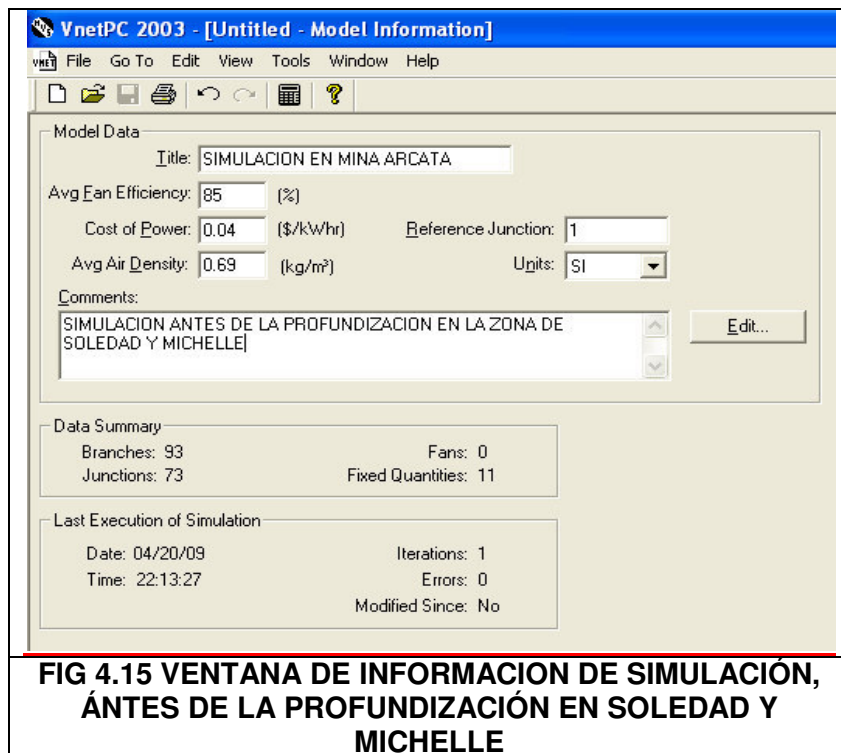 VnetPC 2003 - [Untitled - Model Information]
VNET File Go To Edit View Tools Window Help
Model Data
Title: SIMULACION EN MINA ARCATA
Avg Fan Efficiency: 85 (%)
Cost of Power: 0.04 ($/kWhr) Reference Junction: 1
Avg Air Density: 0.69 (kg/m³) Units: SI
Comments:
SIMULACION ANTES DE LA PROFUNDIZACION EN LA ZONA DE
SOLEDAD Y MICHELLE
Edit...
Data Summary
Branches: 93 Fans: 0
Junctions: 73 Fixed Quantities: 11
Last Execution of Simulation
Date: 04/20/09 Iterations: 1
Time: 22:13:27 Errors: 0
Modified Since: No
FIG 4.15 VENTANA DE INFORMACION DE SIMULACIÓN,
ÁNTES DE LA PROFUNDIZACIÓN EN SOLEDAD Y
MICHELLE